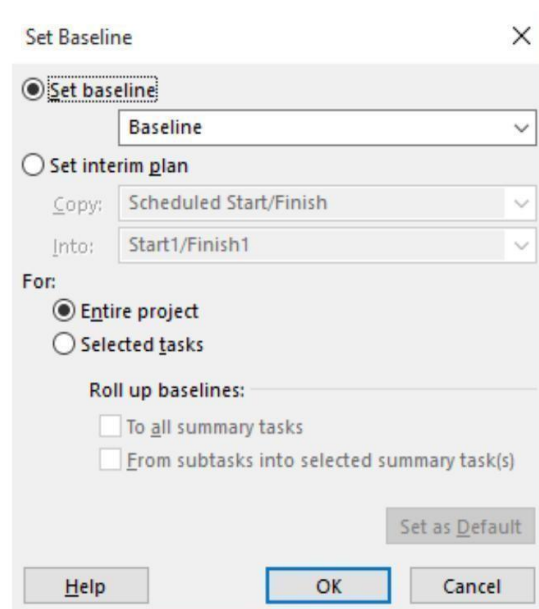 Set Baseline
Set baseline
Baseline
Set interim plan
Copy: Scheduled Start/Finish
Into: Start1/Finish1
For:
Entire project
Selected tasks
Roll up baselines:
To all summary tasks
From subtasks into selected summary task(s)
Set as Default
Help OK Cancel